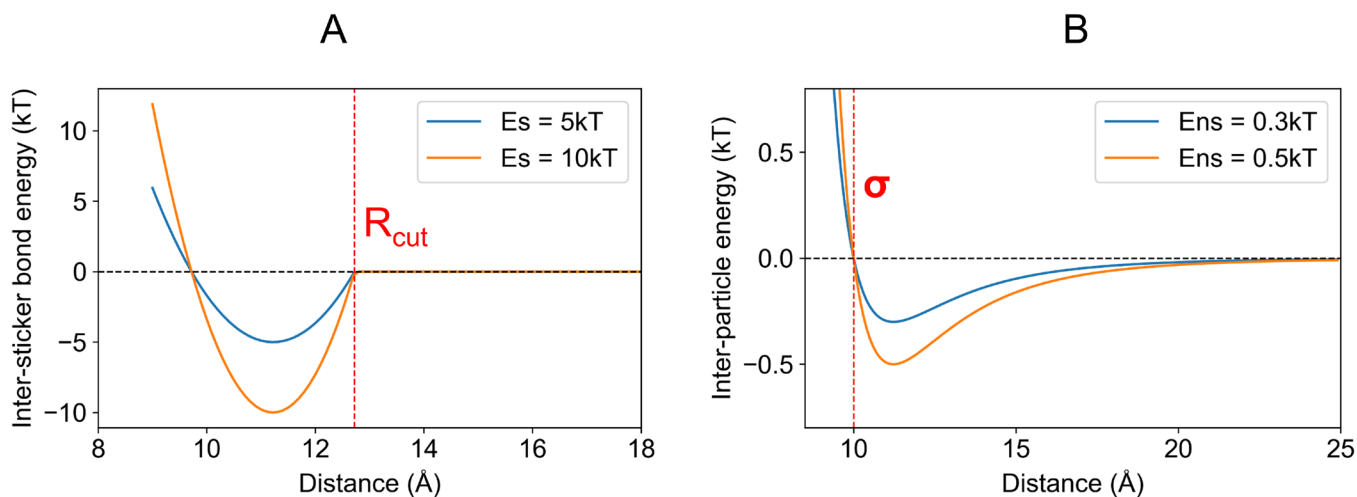 A
B
Inter-sticker bond energy (kT)
10
5
0
−5
−10
8
10
12
14
16
18
Distance (Å)
Es = 5kT
Es = 10kT
Rcut
Inter-particle energy (kT)
0.5
0.0
−0.5
10
15
20
25
Distance (Å)
Ens = 0.3kT
Ens = 0.5kT
σ